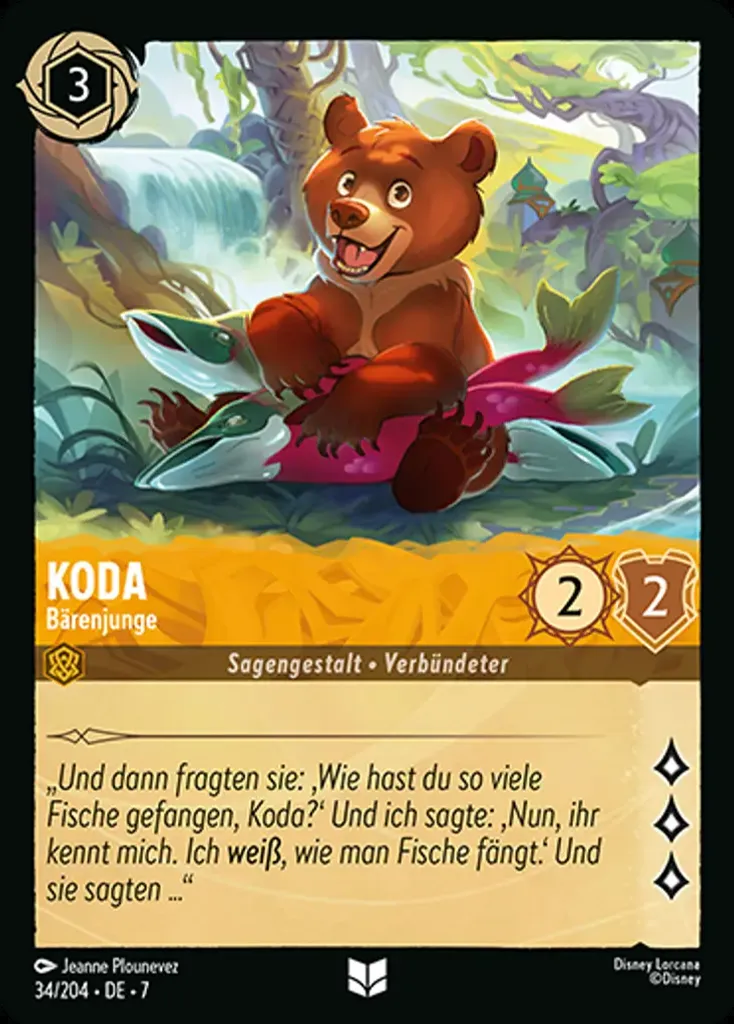 3
KODA
Bärenjunge
2
2
Sagengestalt • Verbündeter
„Und dann fragten sie: ‚Wie hast du so viele
Fische gefangen, Koda?‘ Und ich sagte: ‚Nun, ihr
kennt mich. Ich weiß, wie man Fische fängt.‘ Und
sie sagten ...“
Jeanne Plounevez
34/204 • DE • 7
Disney Lorcana
©Disney